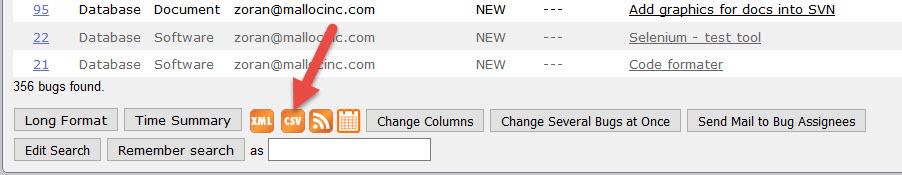 95 Database Document zoran@mallocinc.com NEW --- Add graphics for docs into SVN
22 Database Software zoran@mallocinc.com NEW --- Selenium - test tool
21 Database Software zoran@mallocinc.com NEW --- Code formater
356 bugs found.
Long Format Time Summary XML CSV Change Columns Change Several Bugs at Once Send Mail to Bug Assignees
Edit Search Remember search as